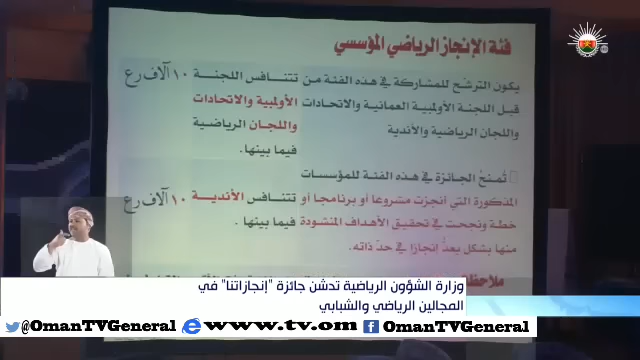 فئة الإنجاز الرياضي المؤسسي
يكون الترشح للمشاركة في هذه الفئة من
قبل اللجنة الأولمبية العمانية والاتحادات
واللجان الرياضية والأندية
تتنافس اللجنة ١٠ آلاف رع
الأولمبية والاتحادات
واللجان الرياضية
فيما بينها.
تُمنحُ الجائزة في هذه الفئة للمؤسسات
المذكورة التي أنجزت مشروعا أو برنامجا أو
خطة ونجحت في تحقيق الأهداف المنشودة
منها بشكل يعدُّ إنجازا في حدّ ذاته.
تتنافس الأندية ١٠ آلاف رع
فيما بينها.
وزارة الشؤون الرياضية تدشن جائزة "إنجازاتنا" في
المجالين الرياضي والشبابي
@OmanTVGeneral www.tv.om OmanTVGeneral